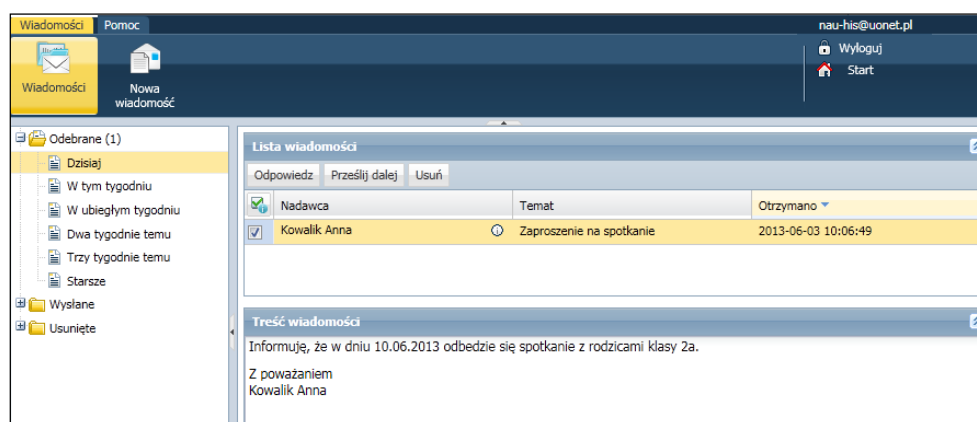 Wiadomości Pomoc nau-his@uonet.pl
Wyloguj
Start
Wiadomości
Nowa
wiadomość
Odebrane (1)
Dzisiaj
W tym tygodniu
W ubiegłym tygodniu
Dwa tygodnie temu
Trzy tygodnie temu
Starsze
Wysłane
Usunięte
Lista wiadomości
Odpowiedz Prześlij dalej Usuń
Nadawca Temat Otrzymano
Kowalik Anna Zaproszenie na spotkanie 2013-06-03 10:06:49
Treść wiadomości
Informuję, że w dniu 10.06.2013 odbedzie się spotkanie z rodzicami klasy 2a.
Z poważaniem
Kowalik Anna